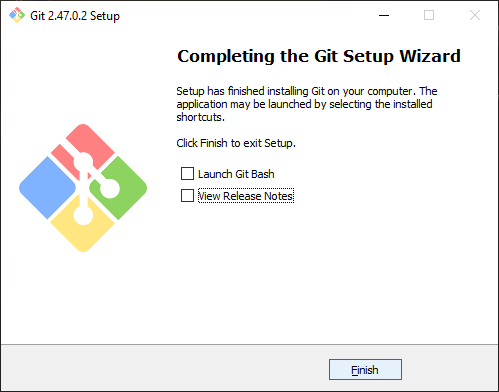 Git 2.47.0.2 Setup
Completing the Git Setup Wizard
Setup has finished installing Git on your computer. The
application may be launched by selecting the installed
shortcuts.
Click Finish to exit Setup.
Launch Git Bash
View Release Notes
Finish